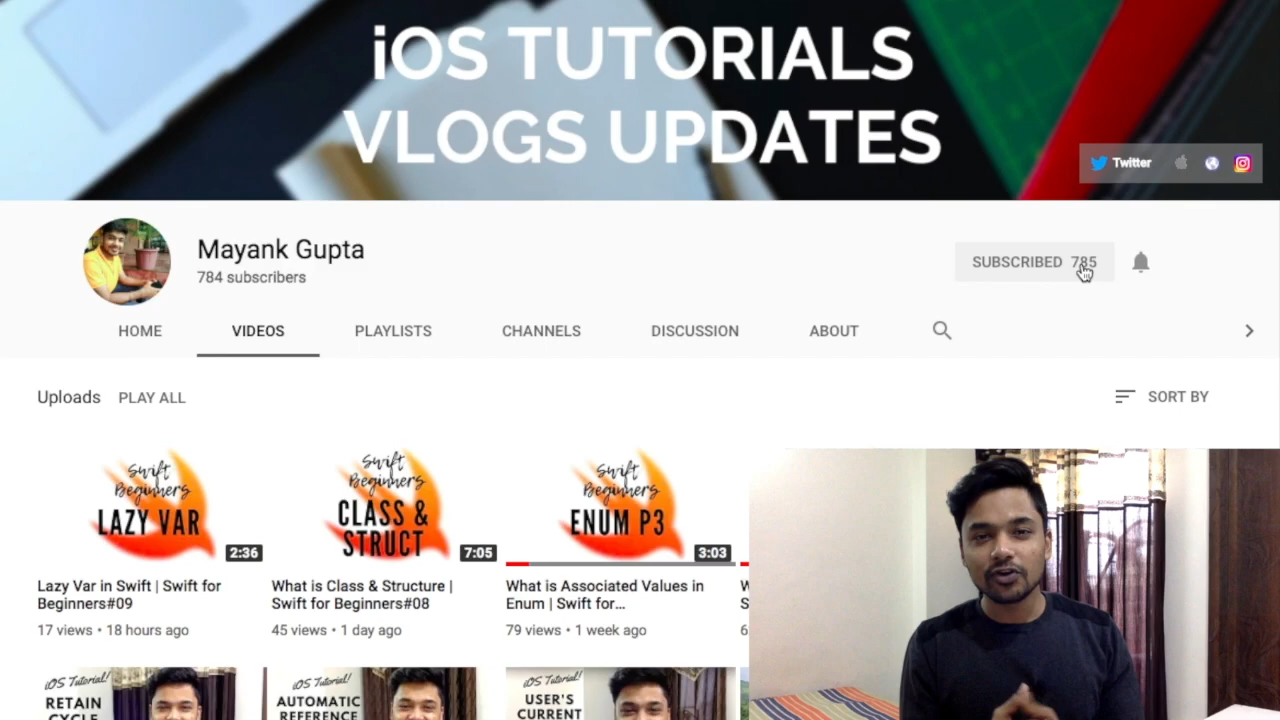 iOS TUTORIALS
VLOGS UPDATES
Twitter
Mayank Gupta
784 subscribers
SUBSCRIBED 785
HOME VIDEOS PLAYLISTS CHANNELS DISCUSSION ABOUT
Uploads PLAY ALL
SORT BY
Swift
Beginners
LAZY VAR
2:36
Swift
Beginners
CLASS &
STRUCT
7:05
Swift
Beginners
ENUM P3
3:03
Lazy Var in Swift | Swift for
Beginners#09
17 views • 18 hours ago
What is Class & Structure |
Swift for Beginners#08
45 views • 1 day ago
What is Associated Values in
Enum | Swift for...
79 views • 1 week ago
iOS Tutorial!
RETAIN
CYCLE
iOS Tutorial!
AUTOMATIC
REFERENCE
iOS Tutorial!
USER'S
CURRENT